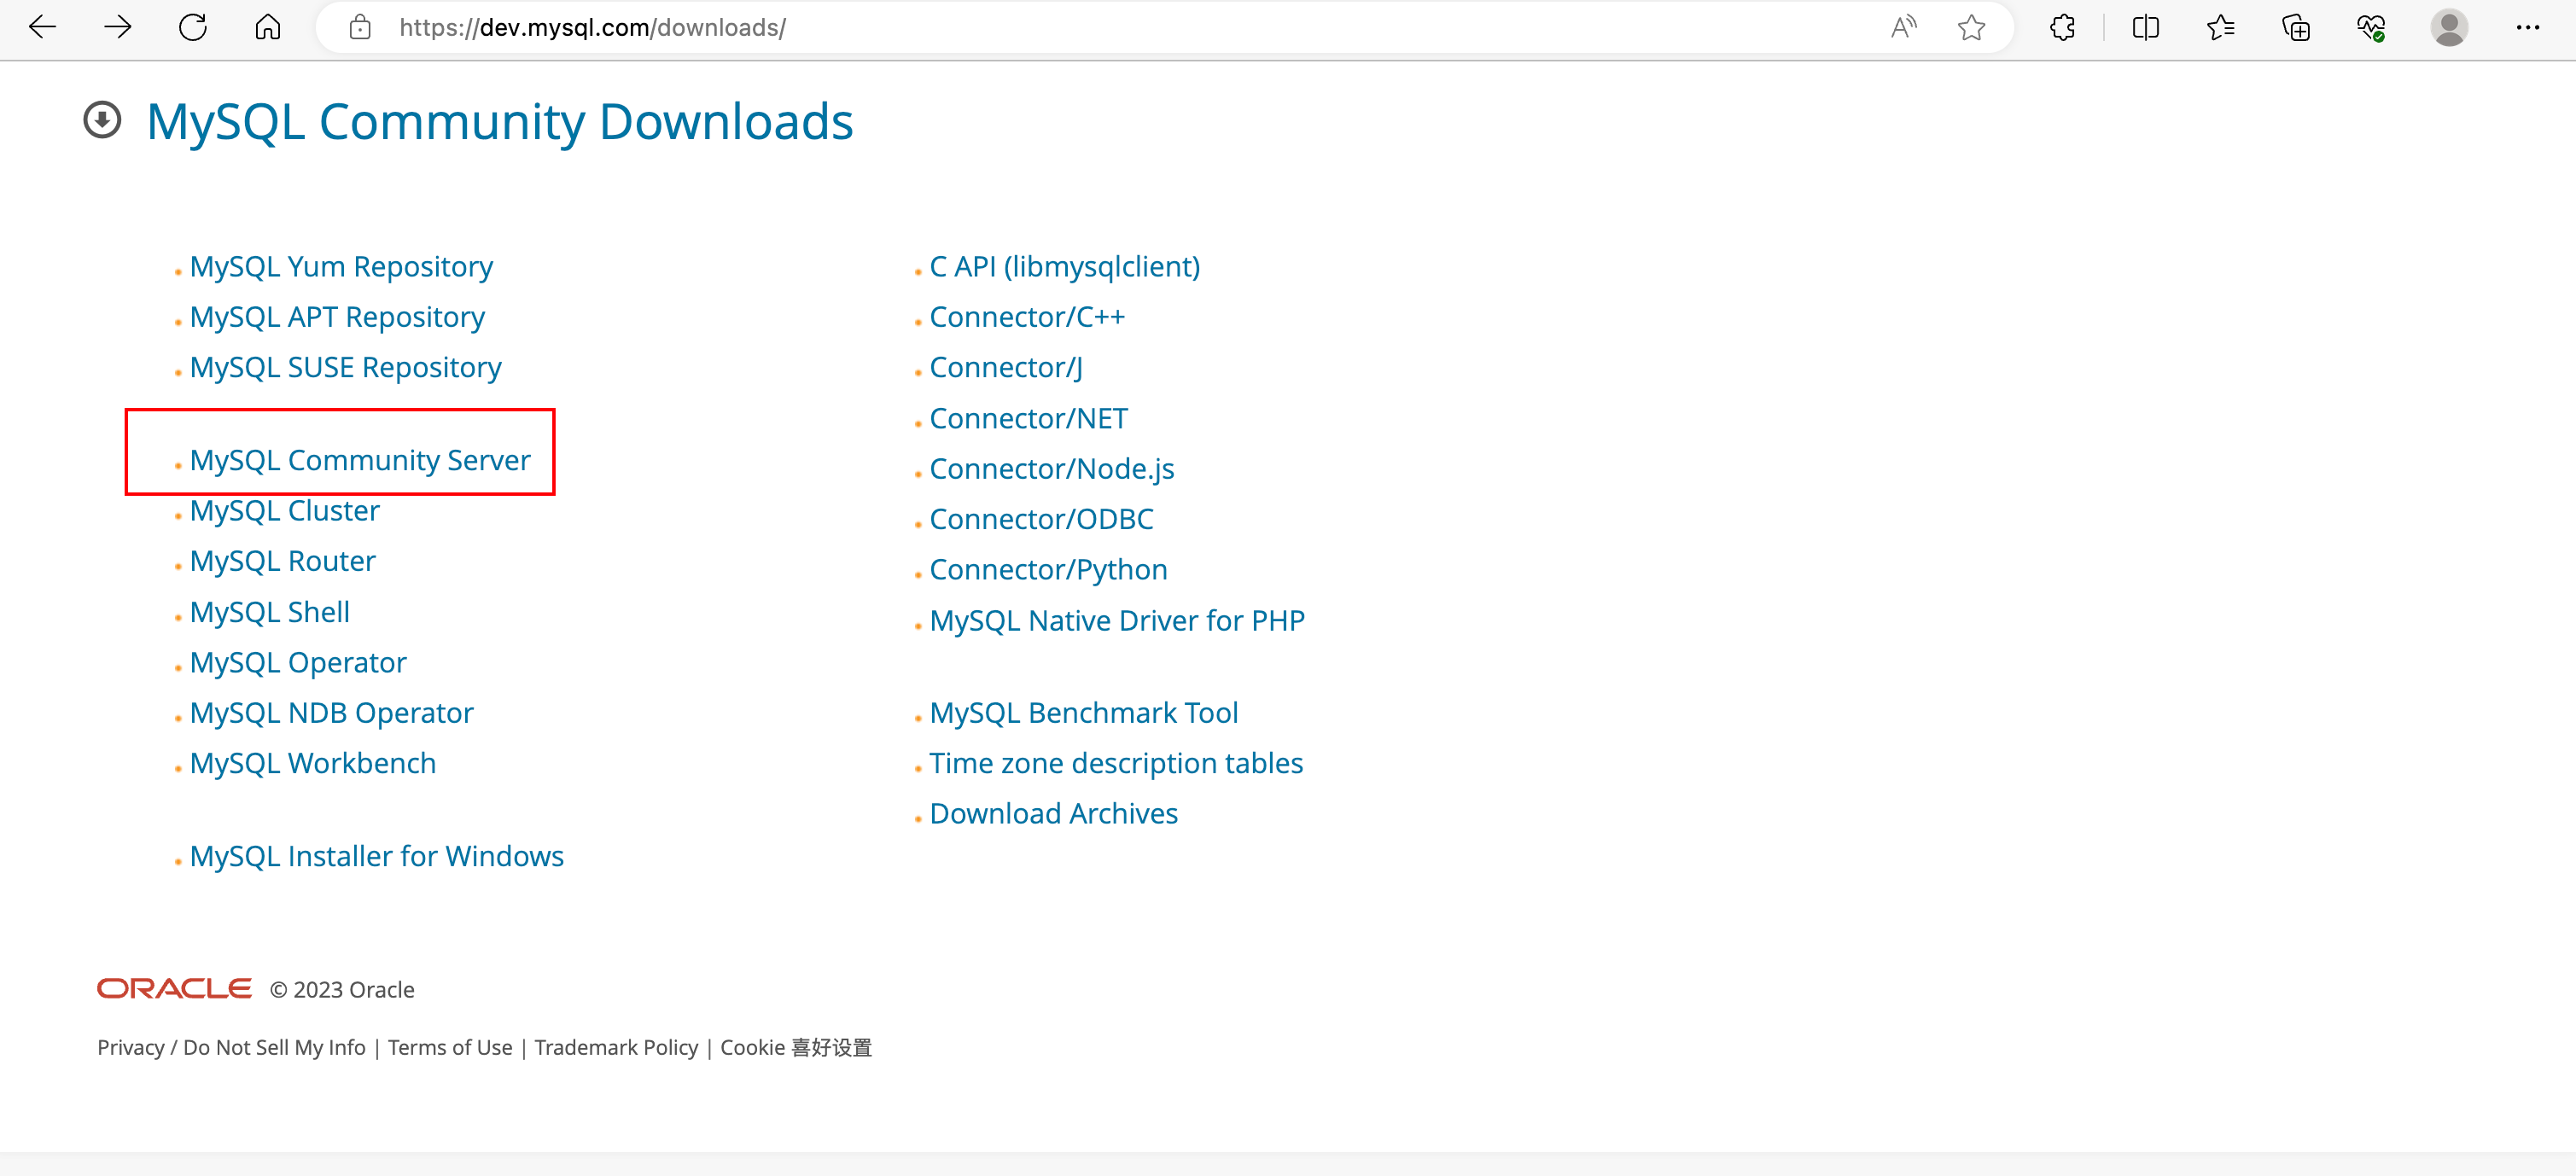 https://dev.mysql.com/downloads/
MySQL Community Downloads
MySQL Yum Repository
MySQL APT Repository
MySQL SUSE Repository
MySQL Community Server
MySQL Cluster
MySQL Router
MySQL Shell
MySQL Operator
MySQL NDB Operator
MySQL Workbench
MySQL Installer for Windows
C API (libmysqlclient)
Connector/C++
Connector/J
Connector/NET
Connector/Node.js
Connector/ODBC
Connector/Python
MySQL Native Driver for PHP
MySQL Benchmark Tool
Time zone description tables
Download Archives
ORACLE © 2023 Oracle
Privacy / Do Not Sell My Info | Terms of Use | Trademark Policy | Cookie 喜好设置